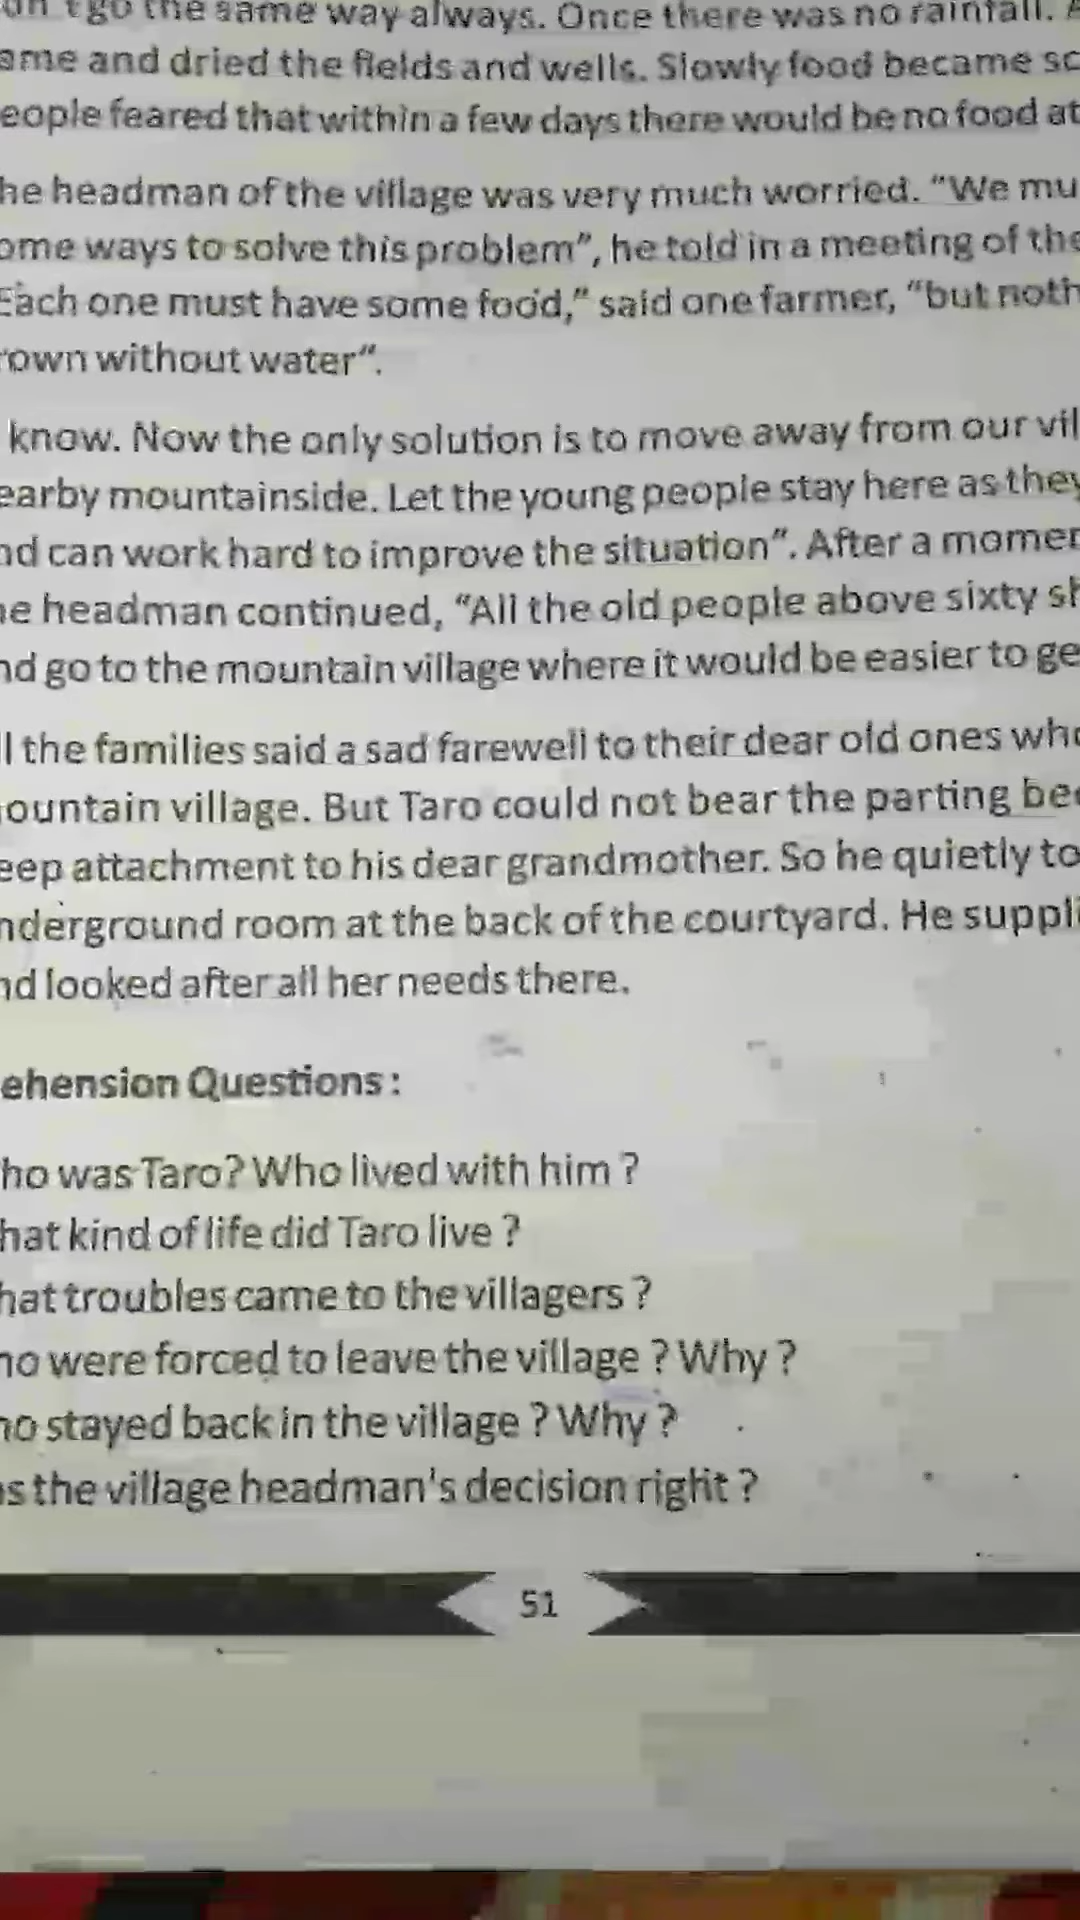 go the same way always. Once there was no rainfall.
ame and dried the fields and wells. Slowly food became sc
eople feared that within a few days there would be no food at
he headman of the village was very much worried. "We mu
ome ways to solve this problem", he told in a meeting of the
Each one must have some food," said one farmer, "but noth
rown without water".
know. Now the only solution is to move away from our vil
earby mountainside. Let the young people stay here as they
nd can work hard to improve the situation". After a momen
he headman continued, "All the old people above sixty sh
nd go to the mountain village where it would be easier to ge
ll the families said a sad farewell to their dear old ones who
ountain village. But Taro could not bear the parting bec
eep attachment to his dear grandmother. So he quietly to
nderground room at the back of the courtyard. He suppli
nd looked after all her needs there.
ehension Questions :
ho was Taro? Who lived with him ?
hat kind of life did Taro live ?
hat troubles came to the villagers ?
ho were forced to leave the village ? Why ?
ho stayed back in the village ? Why ?
as the village headman's decision right ?
51